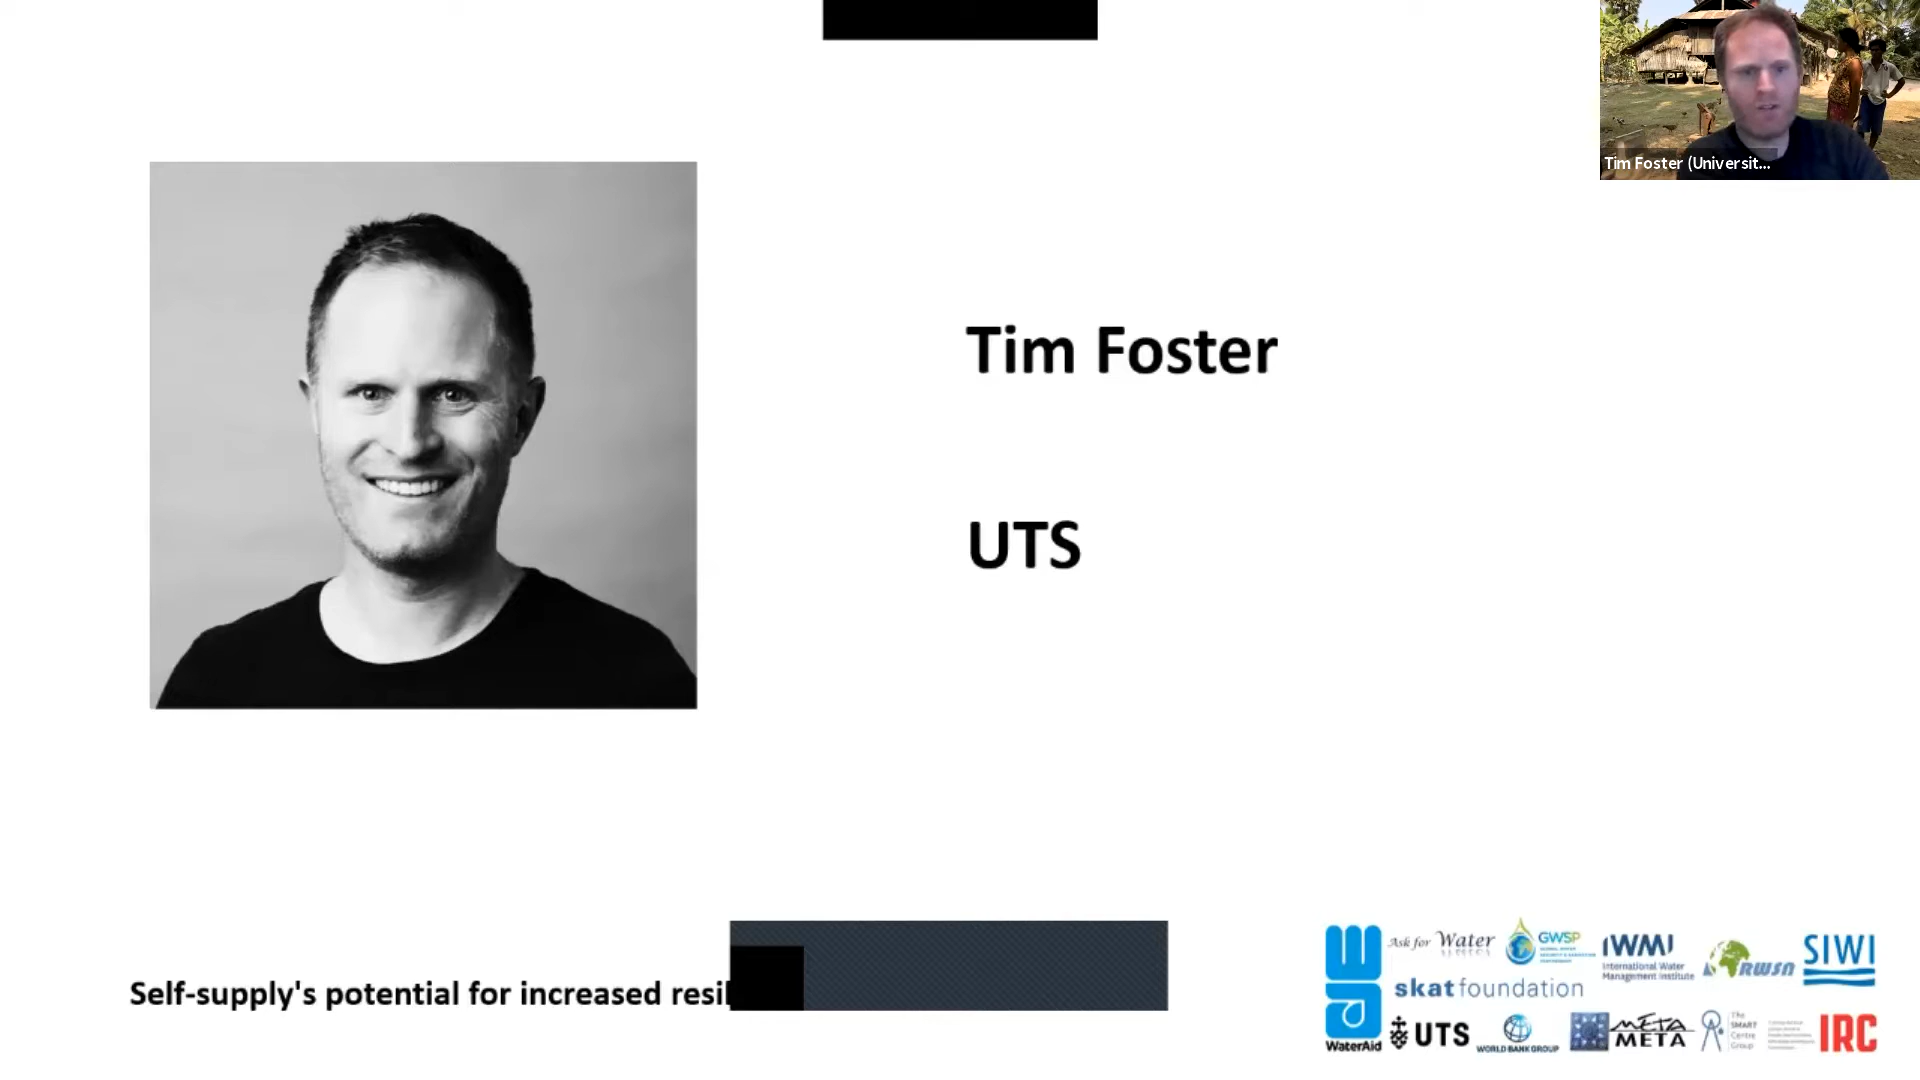 Tim Foster (Universit...
Tim Foster
UTS
Self-supply's potential for increased resil
Ask for Water
GWSP
IWMI
International Water
Management Institute
RWSN
SIWI
skat foundation
WaterAid
UTS
WORLD BANK GROUP
META
META
The
SMART
Centre
Group
IRC